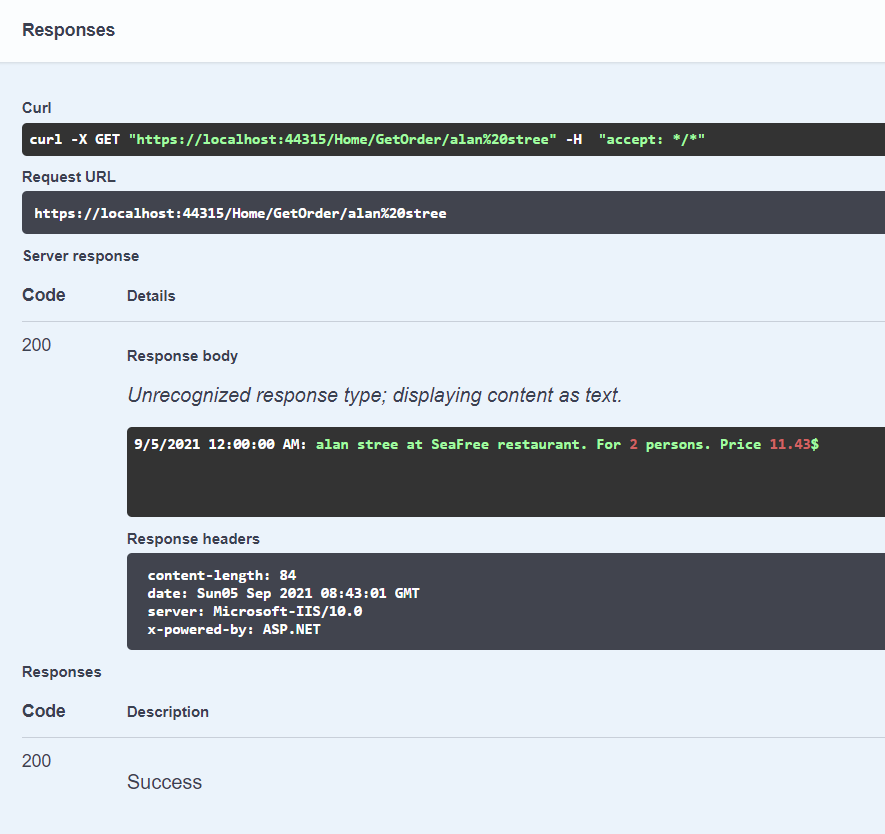 Responses
Curl
curl -X GET "https://localhost:44315/Home/GetOrder/alan%20stree" -H  "accept: */*"
Request URL
https://localhost:44315/Home/GetOrder/alan%20stree
Server response
Code Details
200
Response body
Unrecognized response type; displaying content as text.
9/5/2021 12:00:00 AM: alan stree at SeaFree restaurant. For 2 persons. Price 11.43$
Response headers
content-length: 84
date: Sun05 Sep 2021 08:43:01 GMT
server: Microsoft-IIS/10.0
x-powered-by: ASP.NET
Responses
Code Description
200
Success